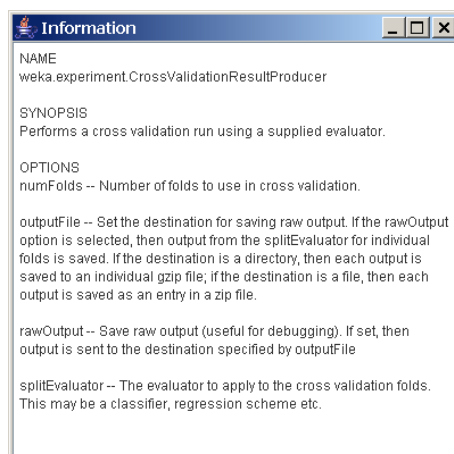 Information
NAME
weka.experiment.CrossValidationResultProducer
SYNOPSIS
Performs a cross validation run using a supplied evaluator.
OPTIONS
numFolds -- Number of folds to use in cross validation.
outputFile -- Set the destination for saving raw output. If the rawOutput
option is selected, then output from the splitEvaluator for individual
folds is saved. If the destination is a directory, then each output is
saved to an individual gzip file; if the destination is a file, then each
output is saved as an entry in a zip file.
rawOutput -- Save raw output (useful for debugging). If set, then
output is sent to the destination specified by outputFile
splitEvaluator -- The evaluator to apply to the cross validation folds.
This may be a classifier, regression scheme etc.